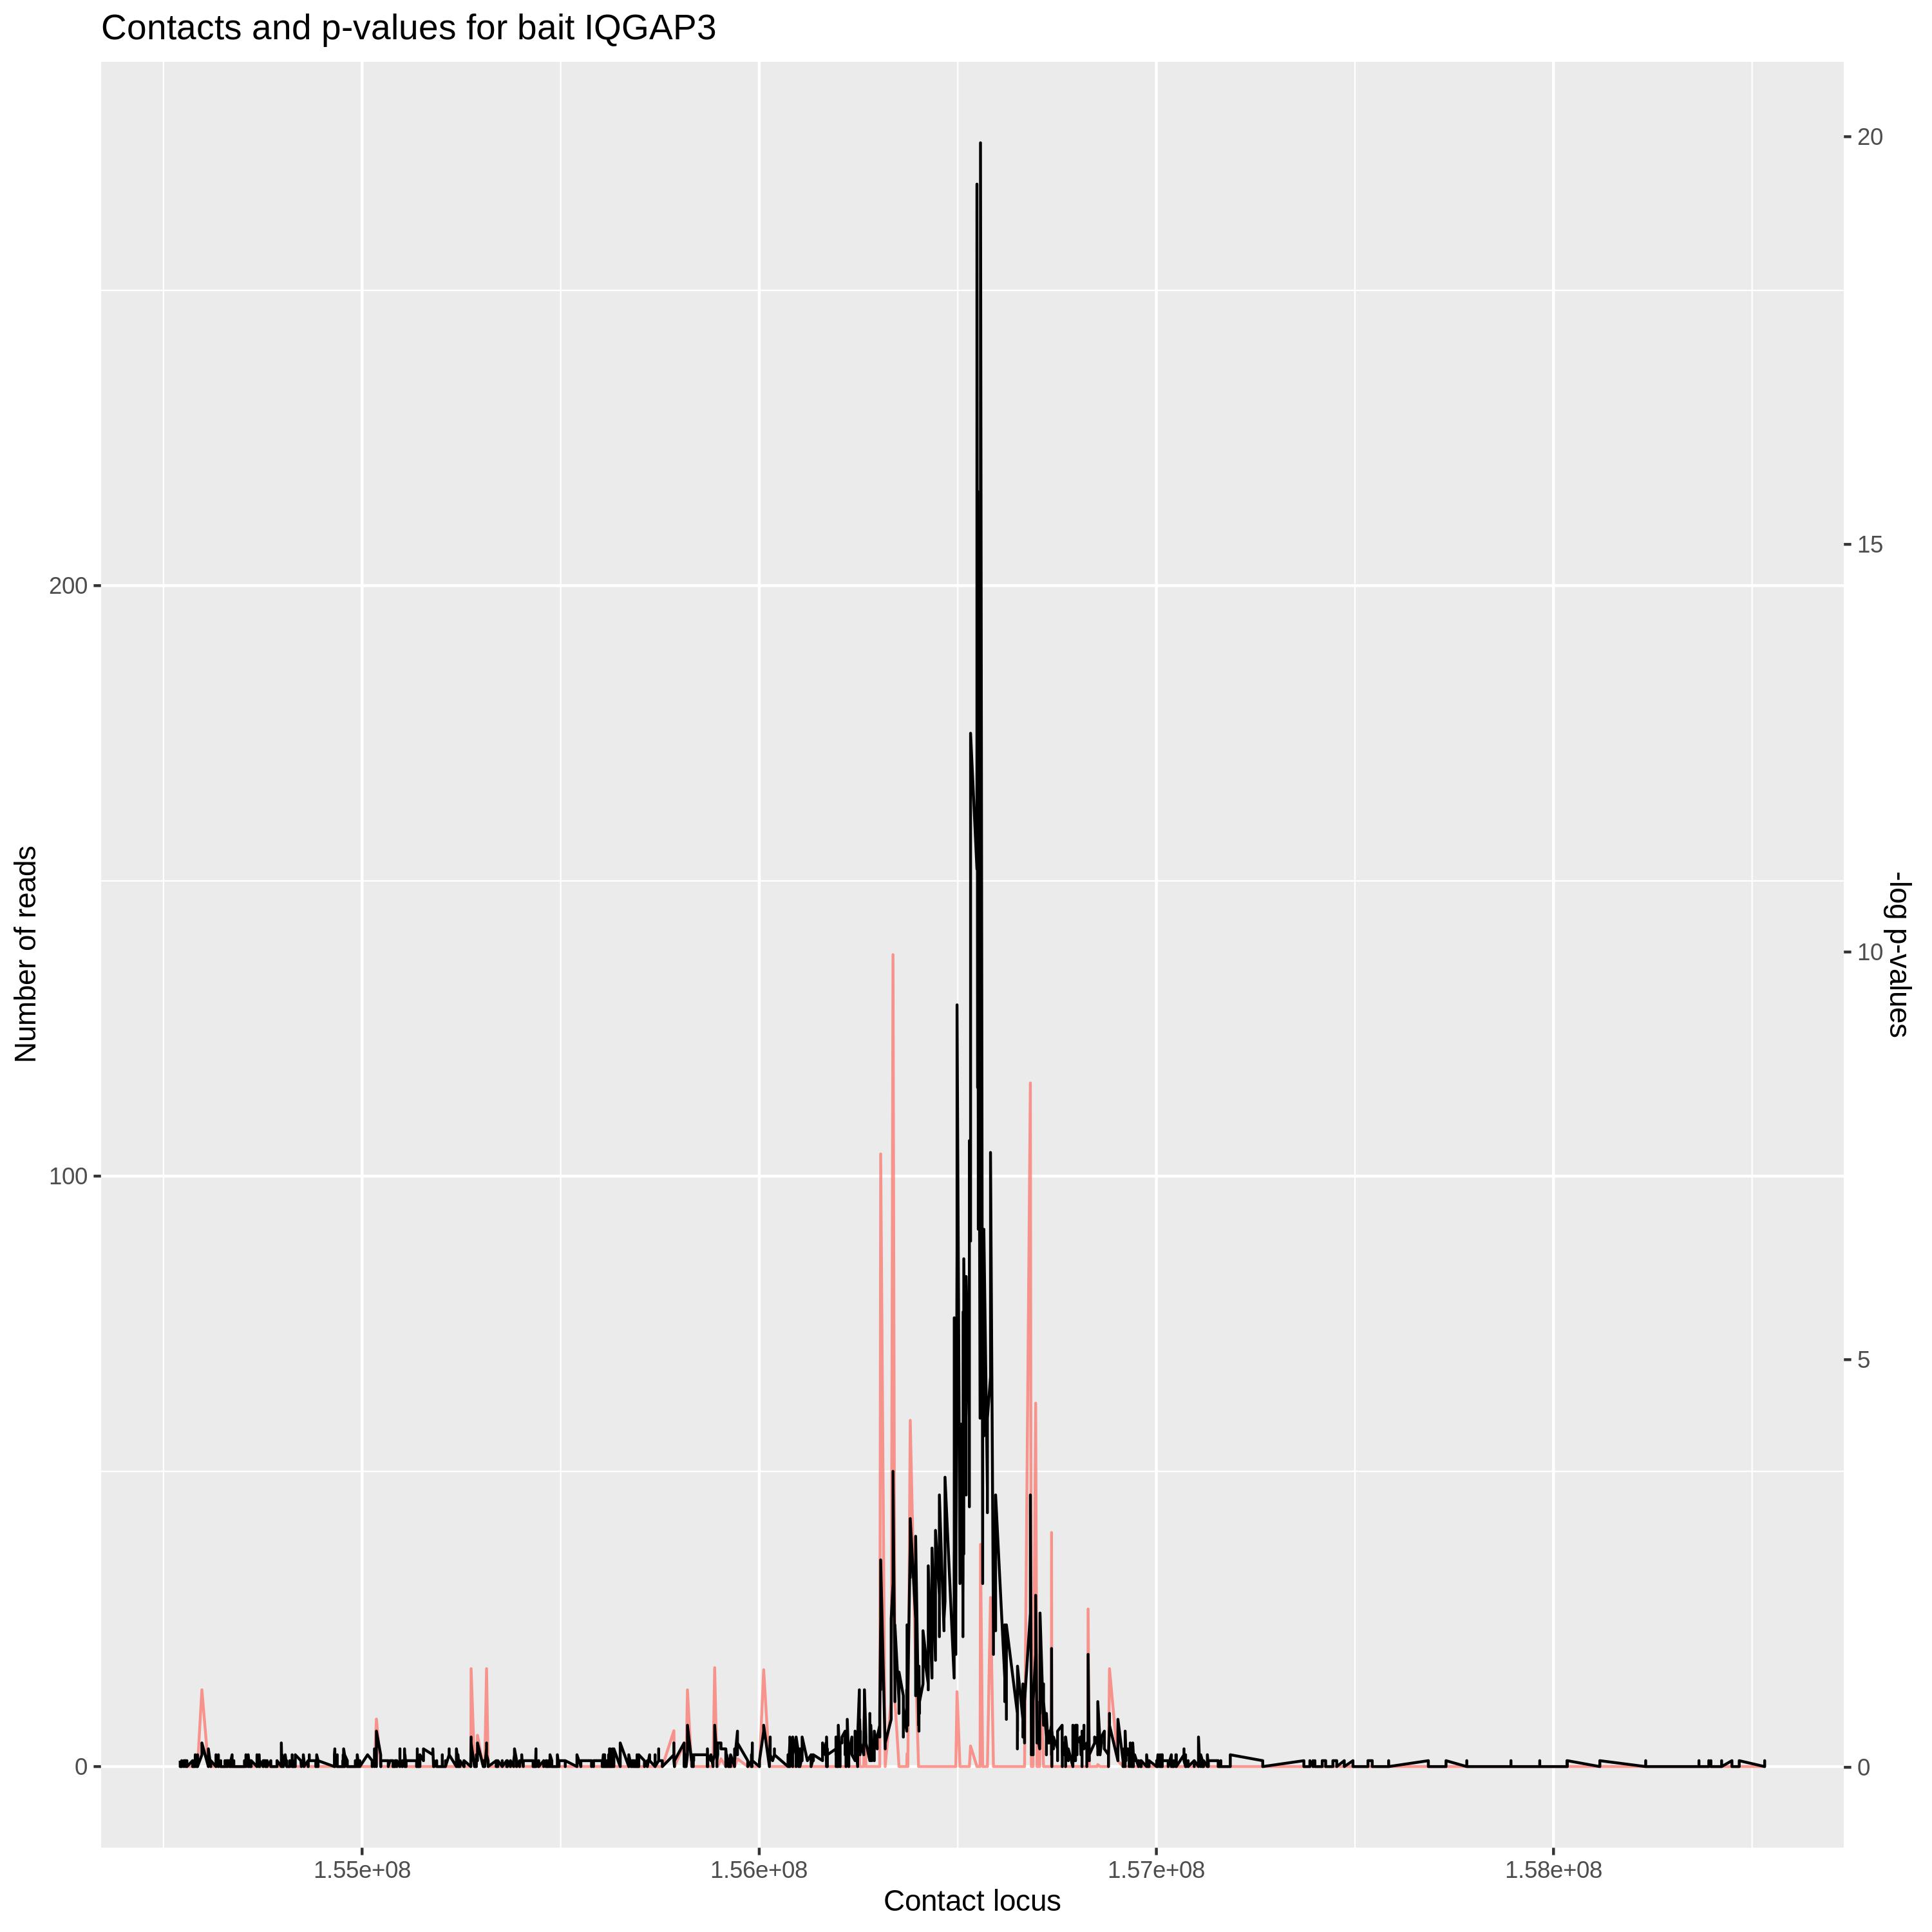 Contacts and p-values for bait IQGAP3
20
15
200
Number of reads
-log p-values
10
100
5
0
0
1.55e+08
1.56e+08
1.57e+08
1.58e+08
Contact locus